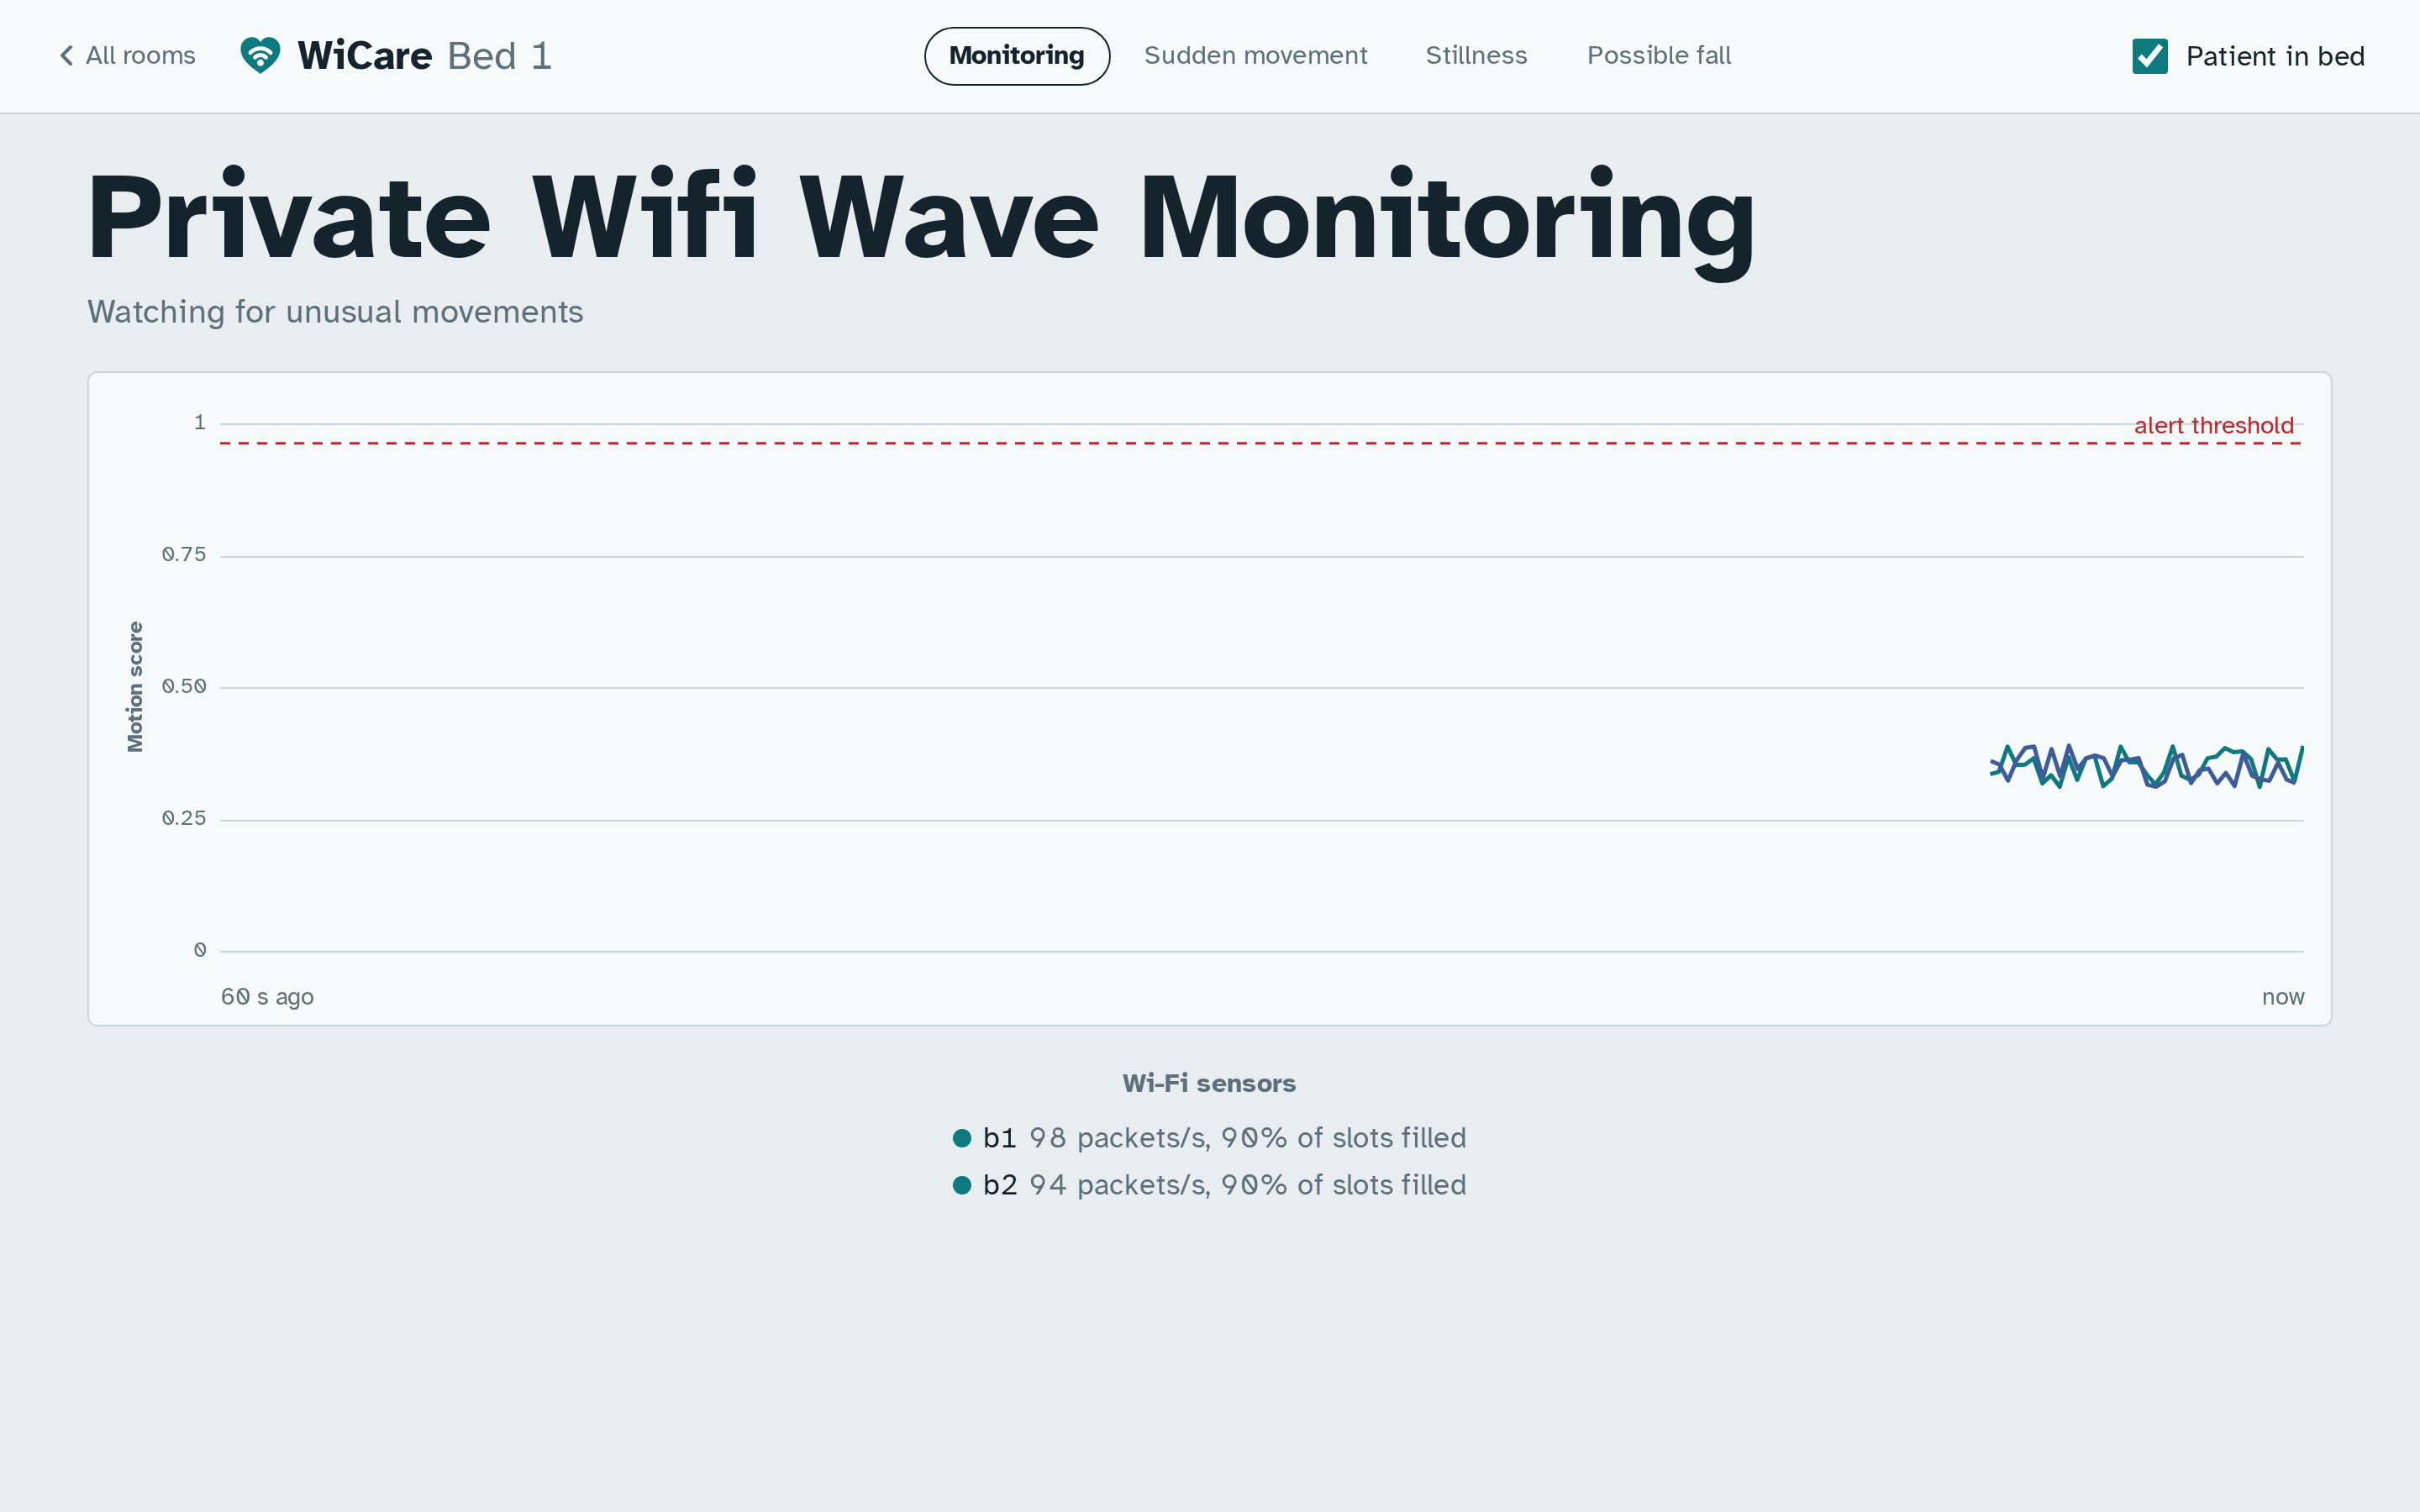 All rooms
WiCare Bed 1
Monitoring
Sudden movement
Stillness
Possible fall
Patient in bed
Private Wifi Wave Monitoring
Watching for unusual movements
1
alert threshold
0.75
Motion score
0.50
0.25
0
60 s ago
now
Wi-Fi sensors
b1 98 packets/s, 90% of slots filled
b2 94 packets/s, 90% of slots filled